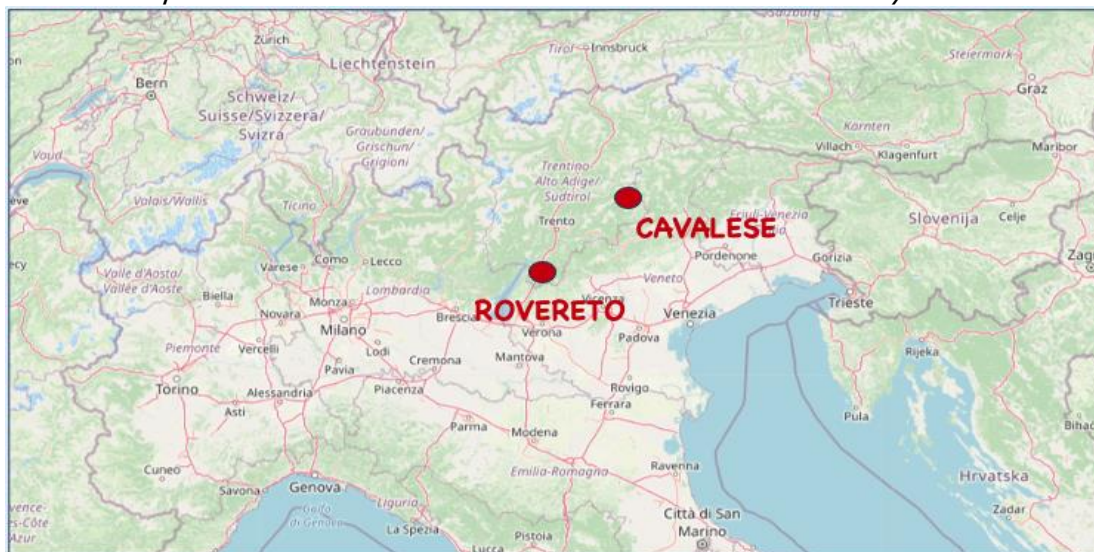 Salzburg
Zürich
Tirol
Innsbruck
Steiermark
Liechtenstein
Graz
Bern
Schweiz/
Suisse/Svizzera/
Svizra
Graubünden/
Grischun/
Grigioni
Kärnten
Villach
Klagenfurt
Maribor
Vaud
Trentino
Alto Adige/
Südtirol
Valais/Wallis
Ticino
Trento
CAVALESE
Friuli-Venezia
Slovenija
Celje
Pordenone
Gorizia
Valle d'Aosta/
Vallée d'Aoste
Varese
Como
Lecco
Veneto
Biella
Monza
Lombardia
Trieste
Novara
Milano
Brescia
ROVERETO
Vicenza
Venezia
Verona
Padova
Rijeka
Piemonte
Vercelli
Pavia
Lodi
Cremona
Mantova
Torino
Alessandria
Piacenza
Rovigo
Asti
Ferrara
Pula
Parma
Modena
Cuneo
Emilia-Romagna
Ravenna
Hrvatska
Savona
Genova
Liguria
Golfo
di Genova
La Spezia
Città di San
Marino
Zadar
Pistoia
Lucca